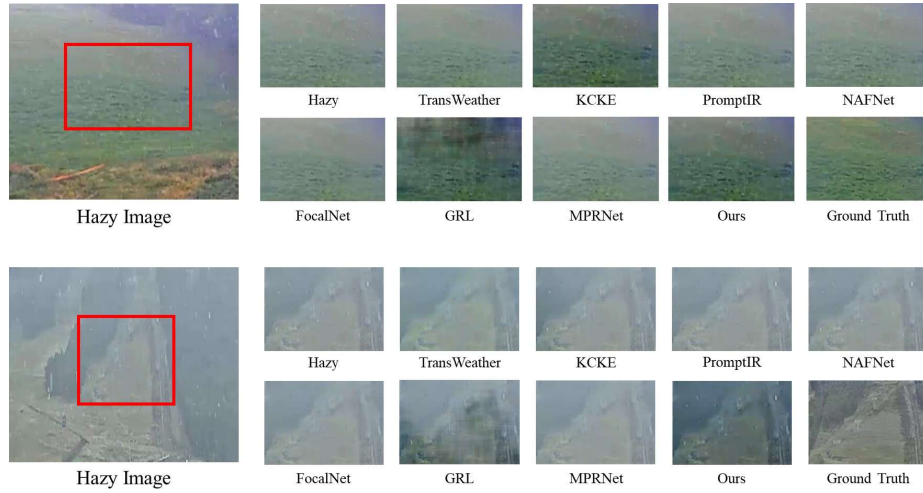 Hazy TransWeather KCKE PromptIR NAFNet
FocalNet GRL MPRNet Ours Ground Truth
Hazy Image
Hazy TransWeather KCKE PromptIR NAFNet
FocalNet GRL MPRNet Ours Ground Truth
Hazy Image